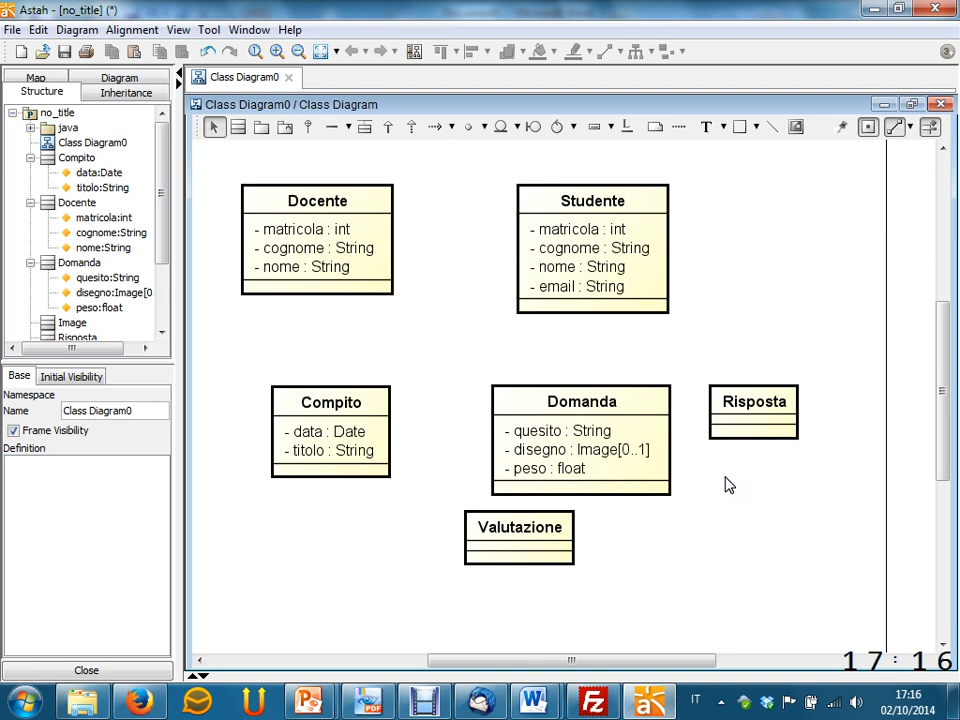 Astah - [no_title] (*)
File Edit Diagram Alignment View Tool Window Help
Map Diagram
Structure Inheritance
no_title
java
Class Diagram0
Compito
data:Date
titolo:String
Docente
matricola:int
cognome:String
nome:String
Domanda
quesito:String
disegno:Image[0
peso:float
Image
Risposta
Base Initial Visibility
Namespace
Name Class Diagram0
Frame Visibility
Definition
Close
Class Diagram0
Class Diagram0 / Class Diagram
T
Docente
- matricola : int
- cognome : String
- nome : String
Studente
- matricola : int
- cognome : String
- nome : String
- email : String
Compito
- data : Date
- titolo : String
Domanda
- quesito : String
- disegno : Image[0..1]
- peso : float
Risposta
Valutazione
17:16
IT
17:16
02/10/2014